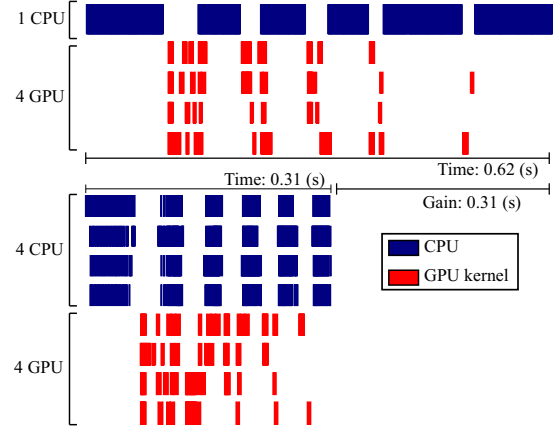 1 CPU
4 GPU
Time: 0.62 (s)
Time: 0.31 (s)
Gain: 0.31 (s)
4 CPU
CPU
GPU kernel
4 GPU